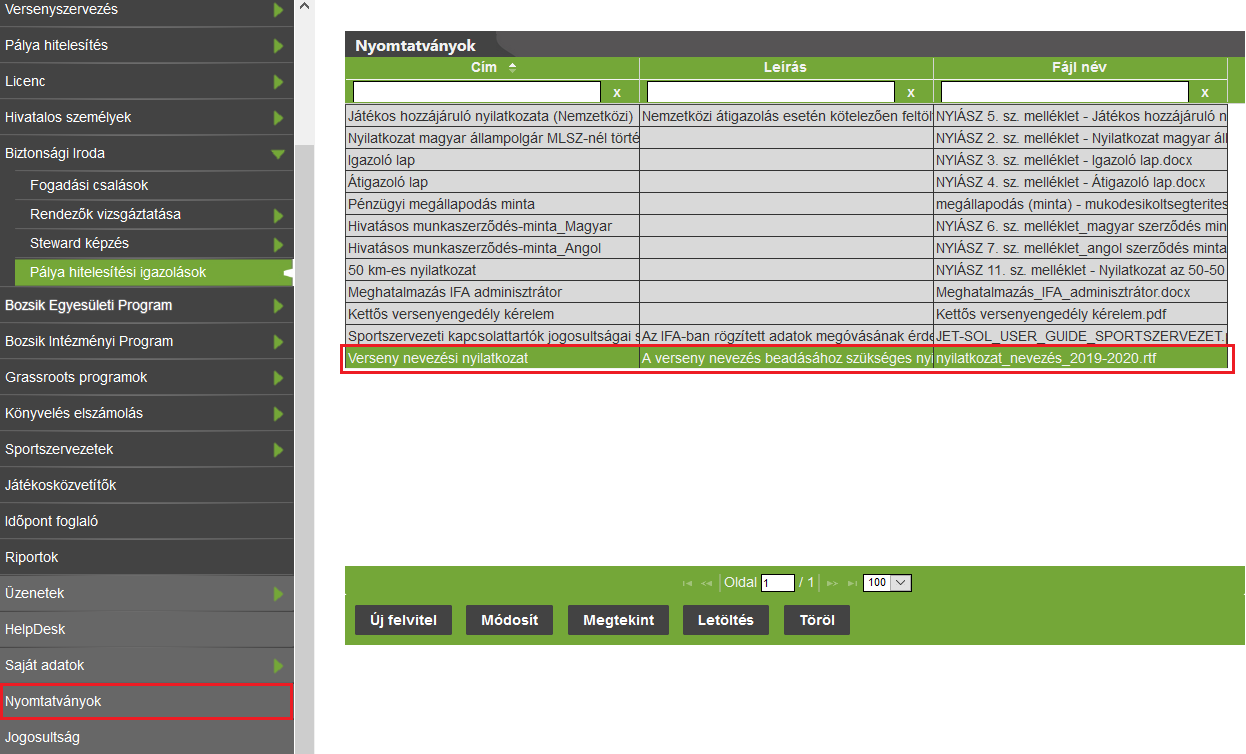 Versenyszervezés
Pálya hitelesítés
Licenc
Hivatalos személyek
Biztonsági Iroda
Fogadási csalások
Rendezők vizsgáztatása
Steward képzés
Pálya hitelesítési igazolások
Bozsik Egyesületi Program
Bozsik Intézményi Program
Grassroots programok
Könyvelés elszámolás
Sportszervezetek
Játékosközvetítők
Időpont foglaló
Riportok
Üzenetek
HelpDesk
Saját adatok
Nyomtatványok
Jogosultság
Nyomtatványok
Cím Leírás Fájl név
x x x
Játékos hozzájáruló nyilatkozata (Nemzetközi) Nemzetközi átigazolás esetén kötelezően feltöl NYIÁSZ 5. sz. melléklet - Játékos hozzájáruló n
Nyilatkozat magyar állampolgár MLSZ-nél törté NYIÁSZ 2. sz. melléklet - Nyilatkozat magyar áll
Igazoló lap NYIÁSZ 3. sz. melléklet - Igazoló lap.docx
Átigazoló lap NYIÁSZ 4. sz. melléklet - Átigazoló lap.docx
Pénzügyi megállapodás minta megállapodás (minta) - mukodesikoltsegterites
Hivatásos munkaszerződés-minta_Magyar NYIÁSZ 6. sz. melléklet_magyar szerződés min
Hivatásos munkaszerződés-minta_Angol NYIÁSZ 7. sz. melléklet_angol szerződés minta
50 km-es nyilatkozat NYIÁSZ 11. sz. melléklet - Nyilatkozat az 50-50
Meghatalmazás IFA adminisztrátor Meghatalmazás_IFA_adminisztrátor.docx
Kettős versenyengedély kérelem Kettős versenyengedély kérelem.pdf
Sportszervezeti kapcsolattartók jogosultságai s Az IFA-ban rögzített adatok megóvásának érde JET-SOL_USER_GUIDE_SPORTSZERVEZET.
Verseny nevezési nyilatkozat A verseny nevezés beadásához szükséges nyi nyilatkozat_nevezés_2019-2020.rtf
Oldal 1 / 1 100
Új felvitel Módosít Megtekint Letöltés Töröl